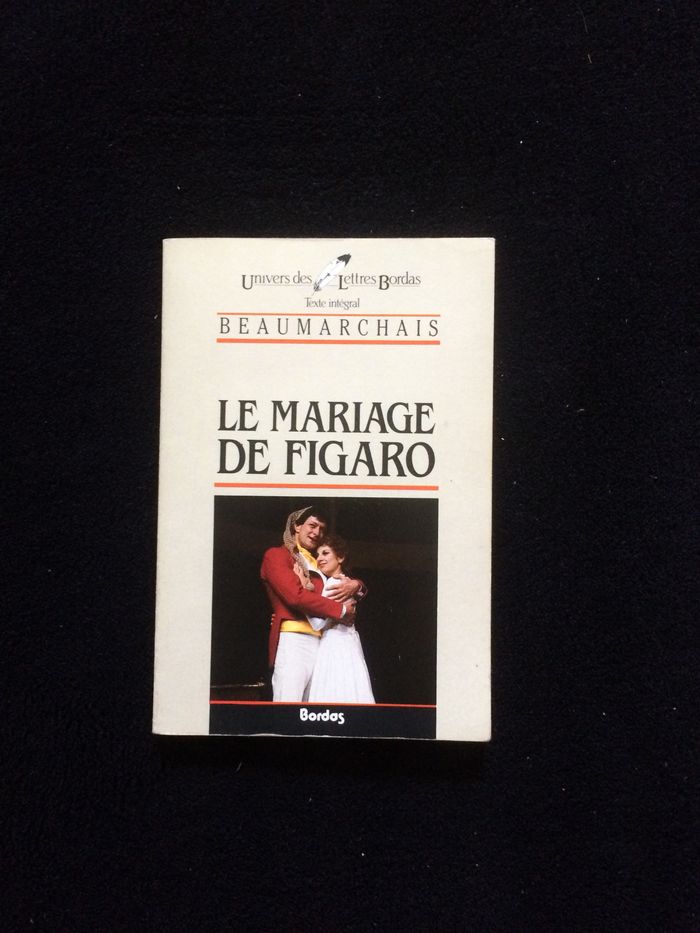 Univers des Lettres Bordas
Texte intégral
BEAUMARCHAIS
LE MARIAGE
DE FIGARO
Bordas